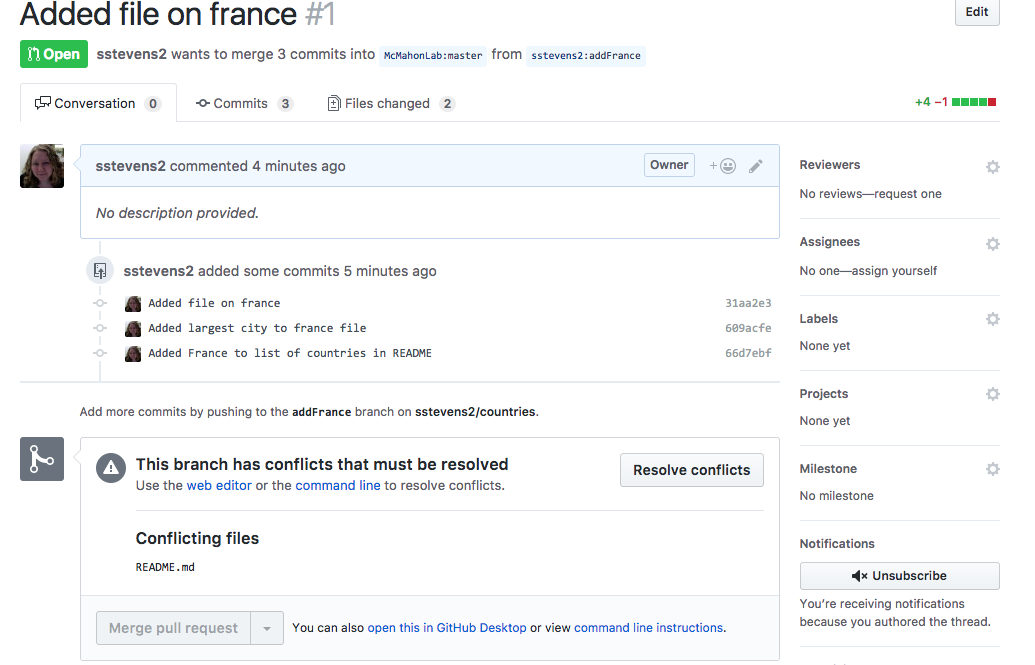 Added file on france #1
Edit
Open sstevens2 wants to merge 3 commits into McMahonLab:master from sstevens2:addFrance
Conversation 0 Commits 3 Files changed 2
+4 −1
sstevens2 commented 4 minutes ago Owner
No description provided.
sstevens2 added some commits 5 minutes ago
Added file on france 31aa2e3
Added largest city to france file 609acfe
Added France to list of countries in README 66d7ebf
Add more commits by pushing to the addFrance branch on sstevens2/countries.
This branch has conflicts that must be resolved
Use the web editor or the command line to resolve conflicts.
Resolve conflicts
Conflicting files
README.md
Merge pull request
You can also open this in GitHub Desktop or view command line instructions.
Reviewers
No reviews—request one
Assignees
No one—assign yourself
Labels
None yet
Projects
None yet
Milestone
No milestone
Notifications
Unsubscribe
You’re receiving notifications
because you authored the thread.